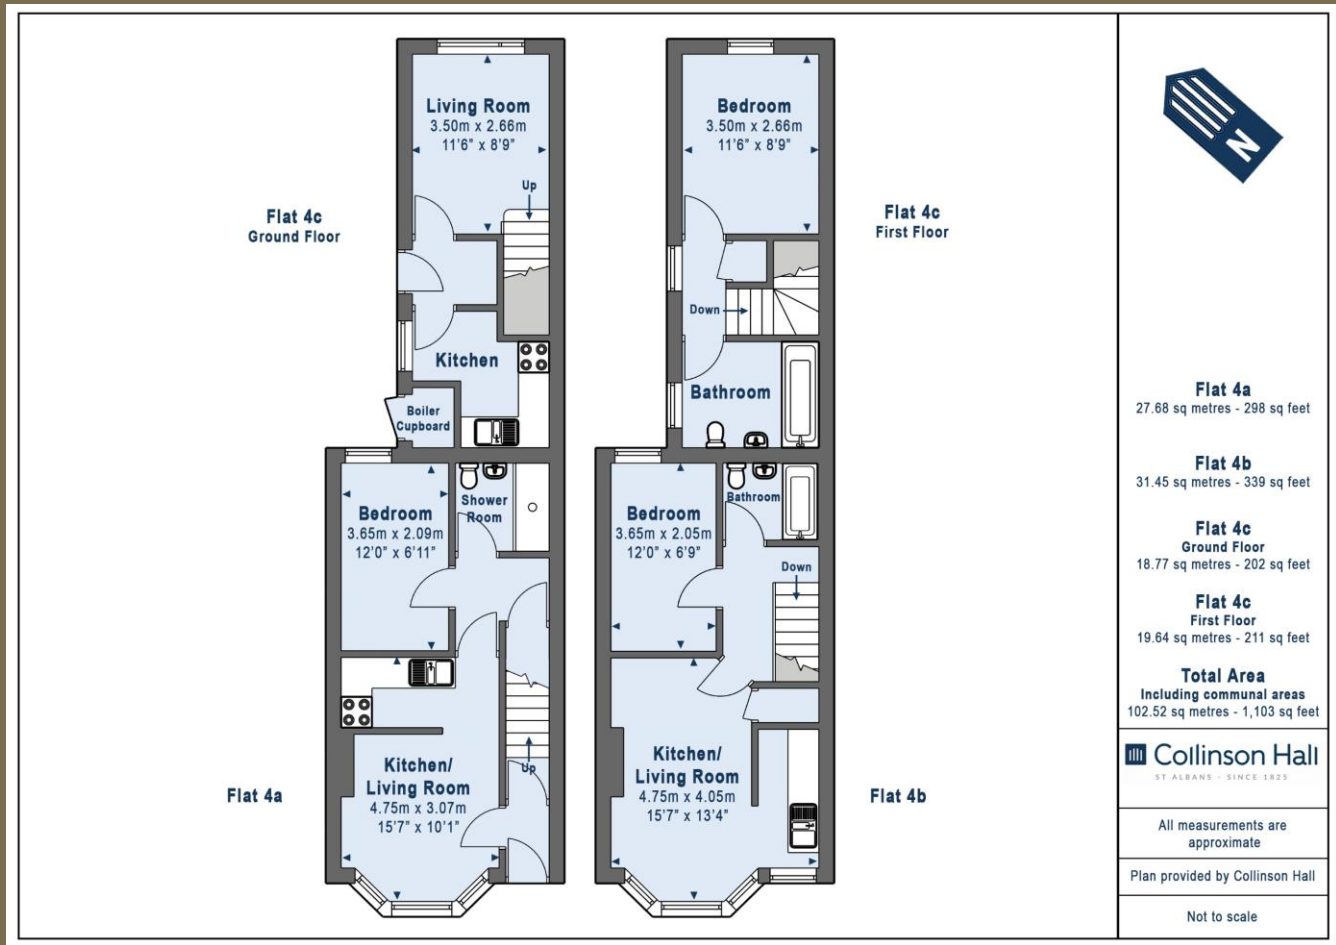 Living Room
3.50m x 2.66m
11'6" x 8'9"
Up
Flat 4c
Ground Floor
Kitchen
Boiler
Cupboard
Bedroom
3.65m x 2.09m
12'0" x 6'11"
Shower
Room
Kitchen/
Living Room
4.75m x 3.07m
15'7" x 10'1"
Up
Flat 4a
Bedroom
3.50m x 2.66m
11'6" x 8'9"
Flat 4c
First Floor
Down
Bathroom
Bathroom
Bedroom
3.65m x 2.05m
12'0" x 6'9"
Down
Kitchen/
Living Room
4.75m x 4.05m
15'7" x 13'4"
Flat 4b
N
Flat 4a
27.68 sq metres - 298 sq feet
Flat 4b
31.45 sq metres - 339 sq feet
Flat 4c
Ground Floor
18.77 sq metres - 202 sq feet
Flat 4c
First Floor
19.64 sq metres - 211 sq feet
Total Area
Including communal areas
102.52 sq metres - 1,103 sq feet
Collinson Hall
ST ALBANS - SINCE 1825
All measurements are
approximate
Plan provided by Collinson Hall
Not to scale